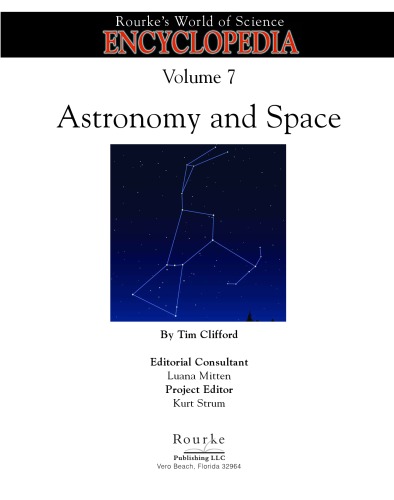 Rourke's World of Science
ENCYCLOPEDIA
Volume 7
Astronomy and Space
By Tim Clifford
Editorial Consultant
Luana Mitten
Project Editor
Kurt Strum
Rourke
Publishing LLC
Vero Beach, Florida 32964